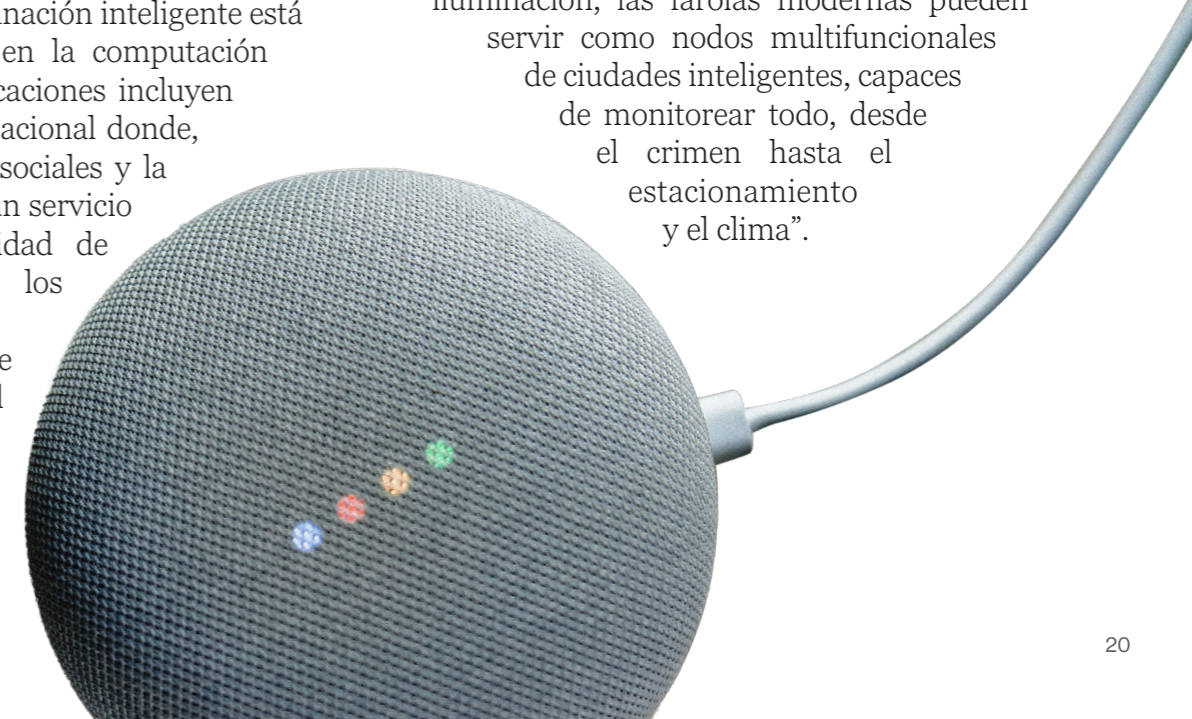 inación inteligente está
en la computación
caciones incluyen
acional donde,
sociales y la
un servicio
idad de
los
e
iluminación, las farolas modernas pueden
servir como nodos multifuncionales
de ciudades inteligentes, capaces
de monitorear todo, desde
el crimen hasta el
estacionamiento
y el clima”.
20